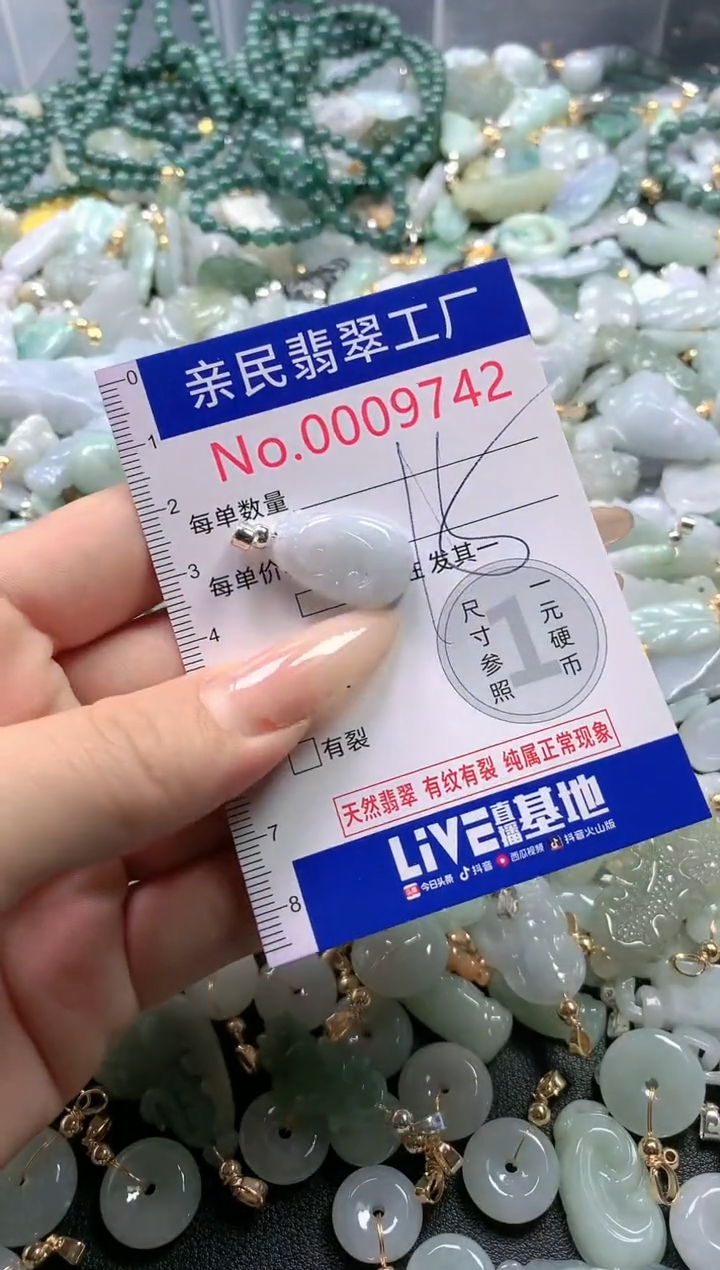 亲民翡翠工厂
No.0009742
每单数量
每单价
发其一
一元硬币
尺寸参照
1
有裂
天然翡翠 有纹有裂 纯属正常现象
LiVE直播基地
今日头条 抖音 西瓜视频 抖音火山版
0
1
2
3
4
7
8